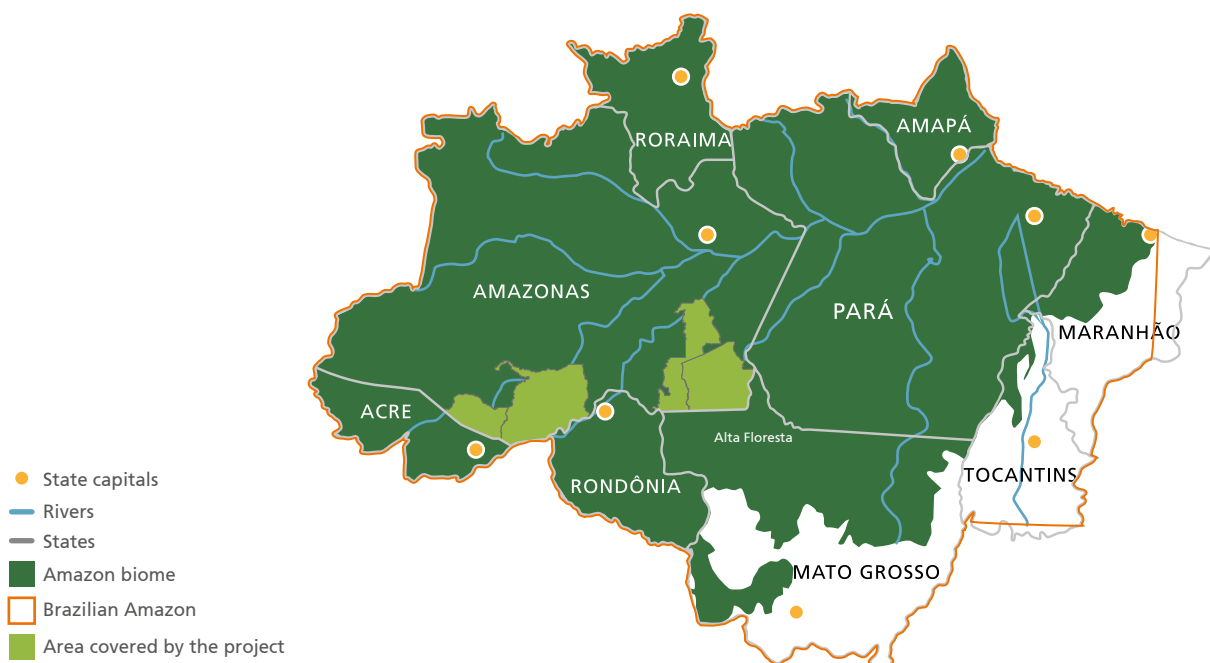 RORAIMA
AMAPÁ
AMAZONAS
PARÁ
MARANHÃO
ACRE
Alta Floresta
TOCANTINS
RONDÔNIA
MATO GROSSO
State capitals
Rivers
States
Amazon biome
Brazilian Amazon
Area covered by the project